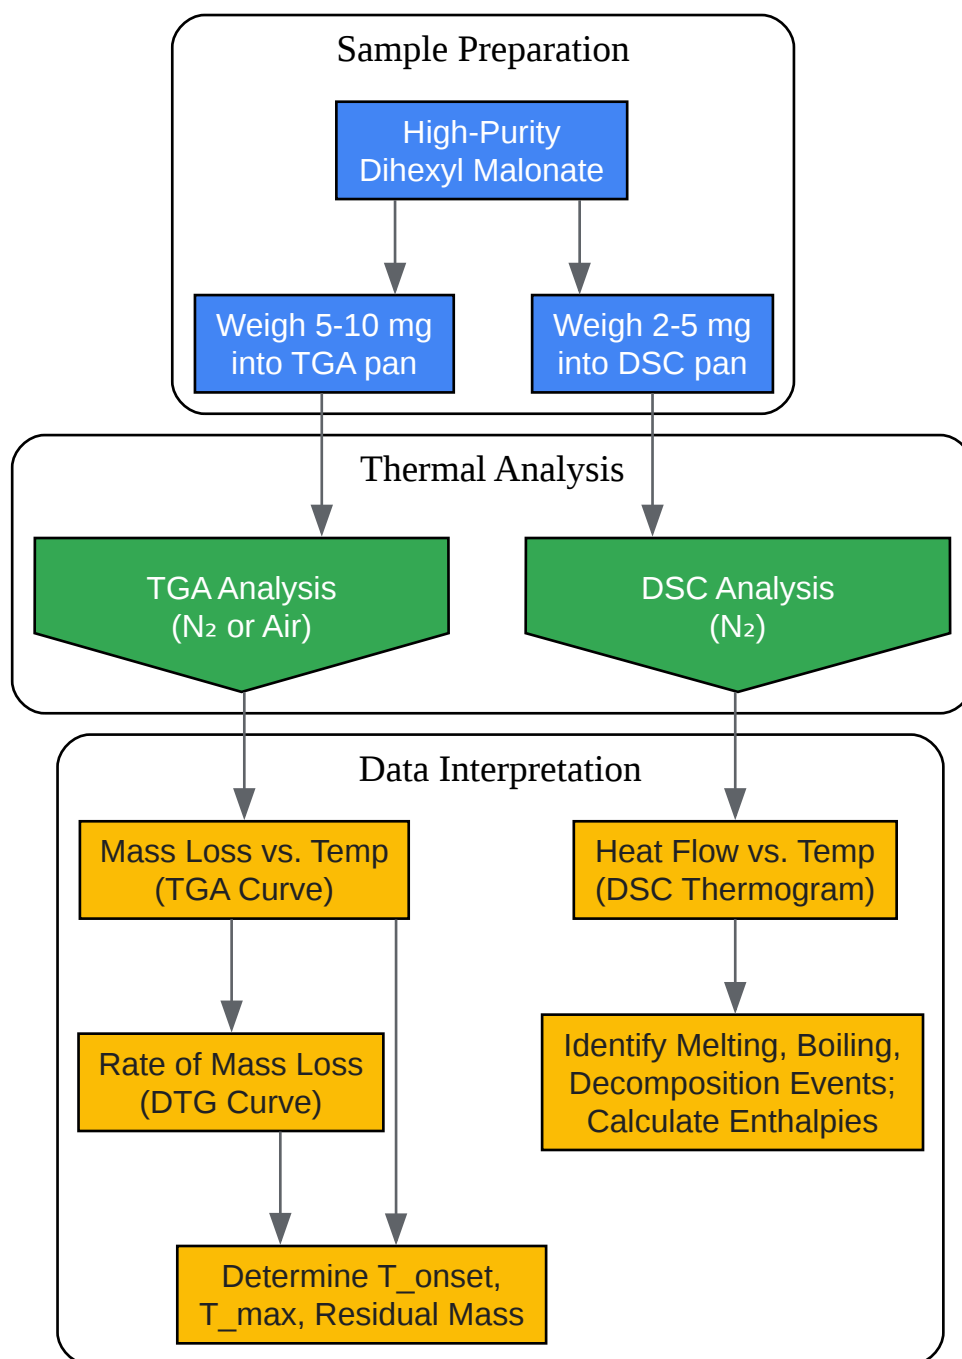 Sample Preparation
High-Purity
Dihexyl Malonate
Weigh 5-10 mg
into TGA pan
Weigh 2-5 mg
into DSC pan
Thermal Analysis
TGA Analysis
(N₂ or Air)
DSC Analysis
(N₂)
Data Interpretation
Mass Loss vs. Temp
(TGA Curve)
Heat Flow vs. Temp
(DSC Thermogram)
Rate of Mass Loss
(DTG Curve)
Identify Melting, Boiling,
Decomposition Events;
Calculate Enthalpies
Determine T_onset,
T_max, Residual Mass